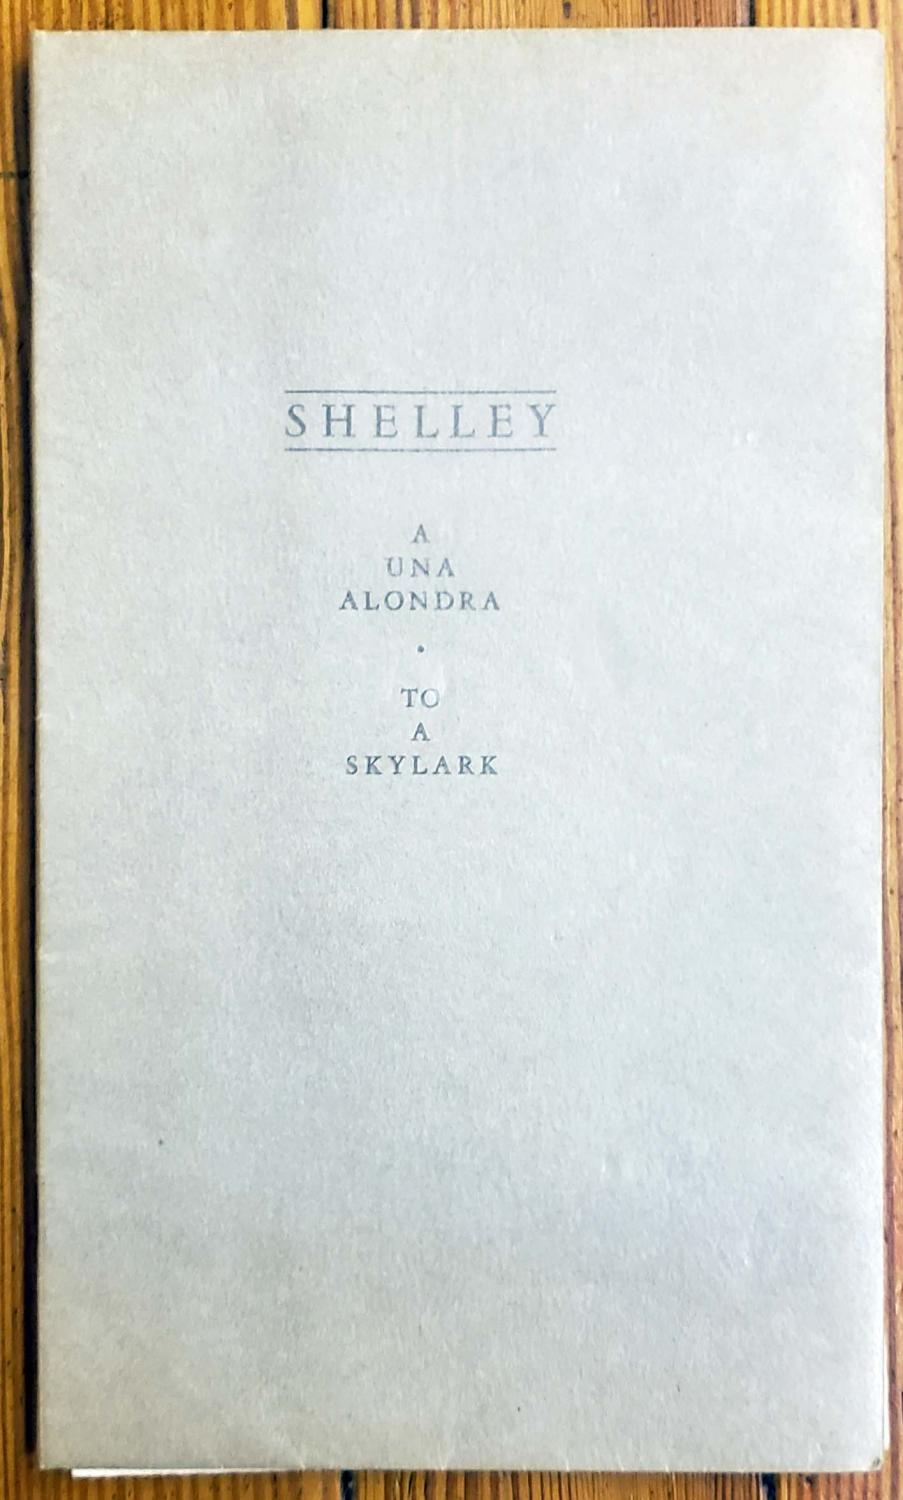 SHELLEY
A
UNA
ALONDRA
•
TO
A
SKYLARK